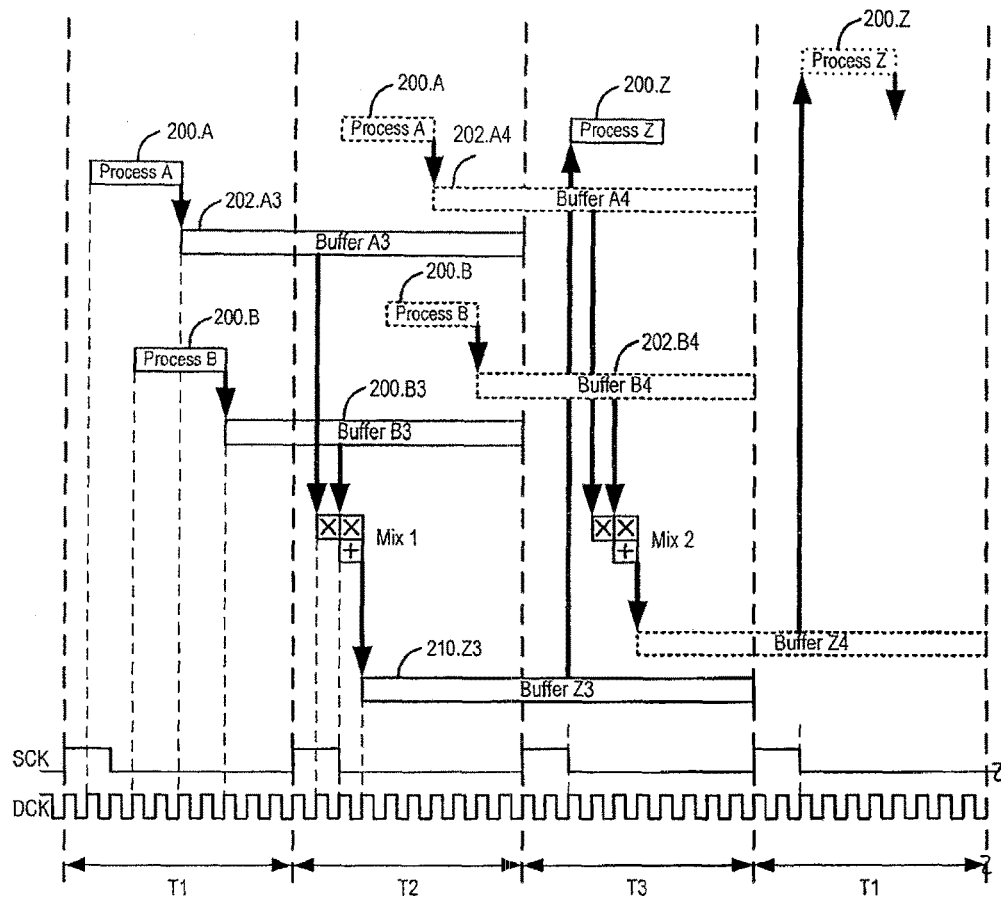 200.Z
Process Z
200.A
200.Z
Process A
Process Z
200.A
202.A4
Process A
Buffer A4
202.A3
Buffer A3
200.B
200.B
Process B
202.B4
Process B
Buffer B4
200.B3
Buffer B3
Mix 1
Mix 2
Buffer Z4
210.Z3
Buffer Z3
SCK
DCK
T1
T2
T3
T1